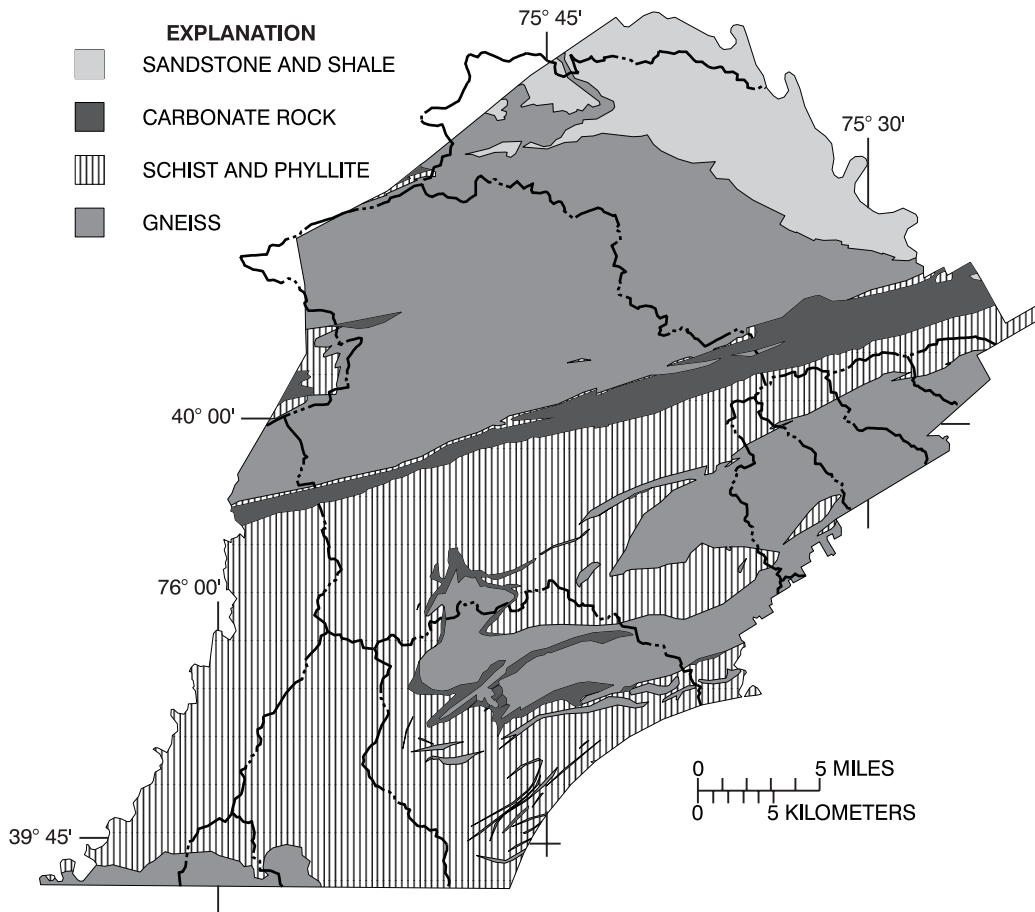 EXPLANATION
SANDSTONE AND SHALE
CARBONATE ROCK
SCHIST AND PHYLLITE
GNEISS
75° 45'
75° 30'
40° 00'
76° 00'
39° 45'
0 5 MILES
0 5 KILOMETERS